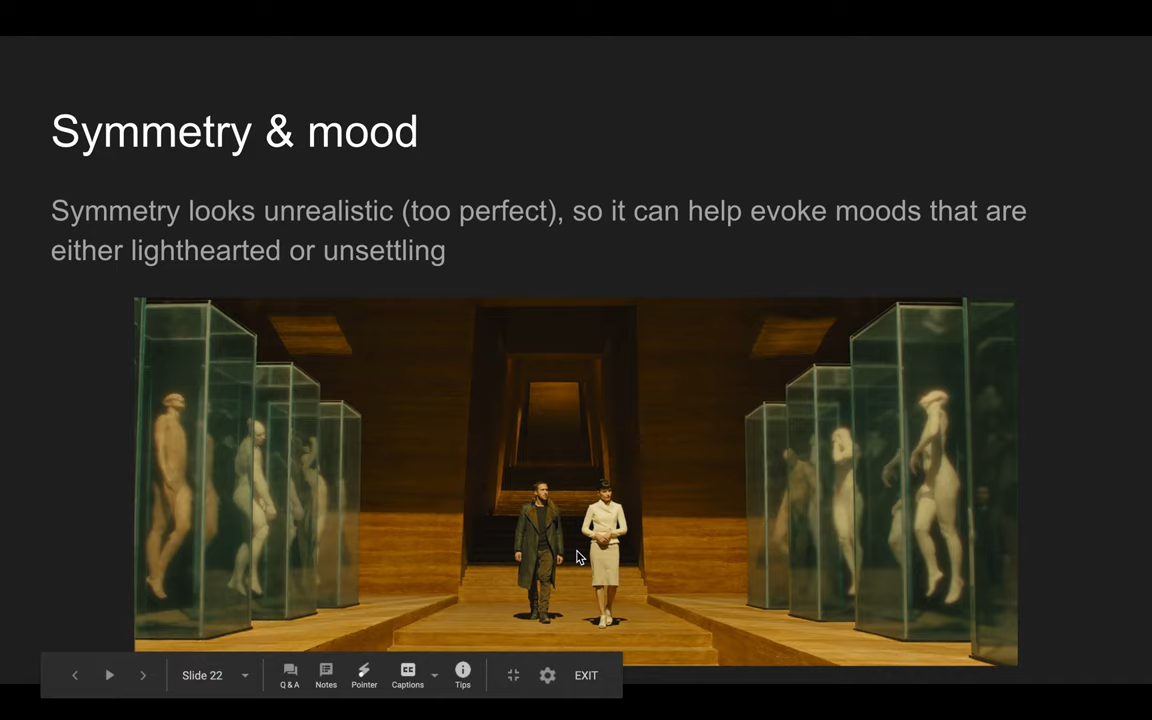 Symmetry & mood
Symmetry looks unrealistic (too perfect), so it can help evoke moods that are
either lighthearted or unsettling
Slide 22
Q & A
Notes
Pointer
Captions
Tips
EXIT